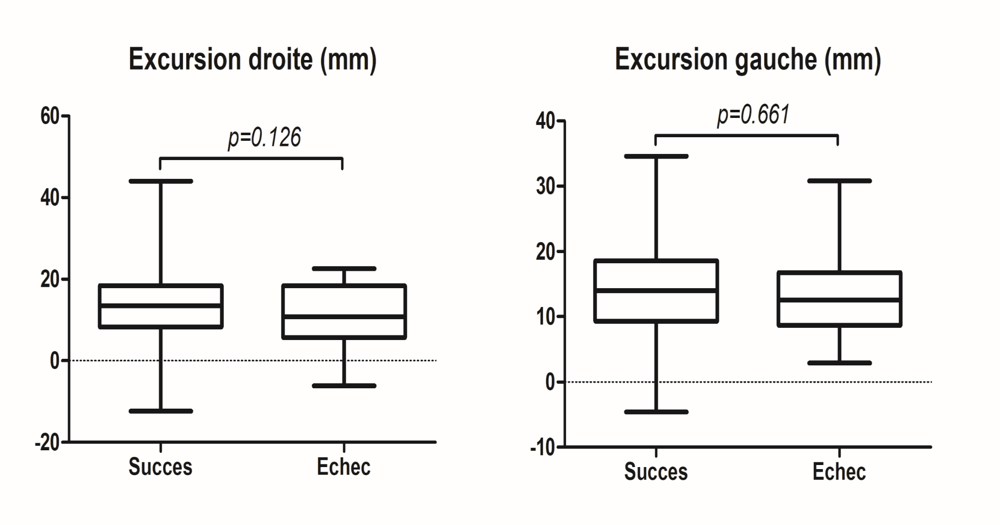 Excursion droite (mm)
60
40
20
0
-20
p=0.126
Succes
Echec
Excursion gauche (mm)
40
30
20
10
0
-10
p=0.661
Succes
Echec